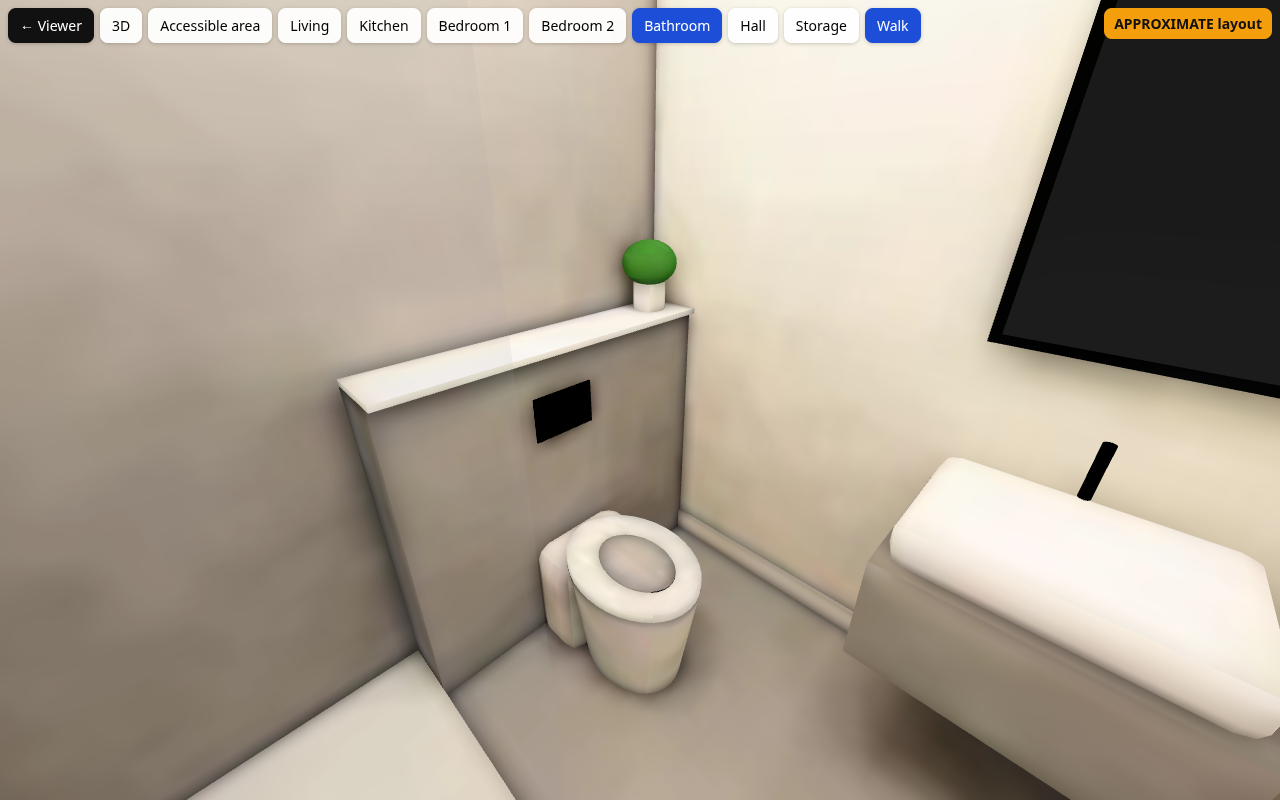 ← Viewer
3D
Accessible area
Living
Kitchen
Bedroom 1
Bedroom 2
Bathroom
Hall
Storage
Walk
APPROXIMATE layout